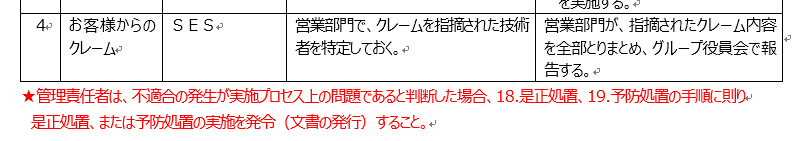 を実施する。
4 お客様からの ＳＥＳ 営業部門で、クレームを指摘された技術 営業部門が、指摘されたクレーム内容
クレーム 者を特定しておく。 を全部とりまとめ、グループ役員会で報
告する。
★管理責任者は、不適合の発生が実施プロセス上の問題であると判断した場合、18.是正処置、19.予防処置の手順に則り
是正処置、または予防処置の実施を発令（文書の発行）すること。